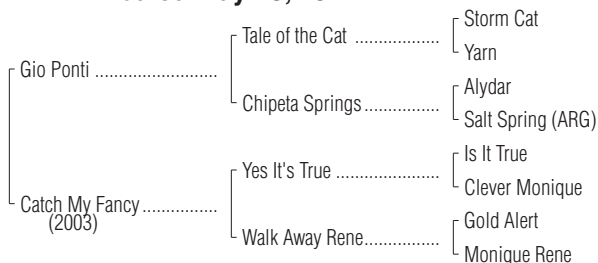 Storm Cat
Tale of the Cat ..................
Yarn
Gio Ponti ..........................
Alydar
Chipeta Springs ................
Salt Spring (ARG)
Is It True
Yes It's True ......................
Clever Monique
Catch My Fancy ................
(2003)
Gold Alert
Walk Away Rene................
Monique Rene